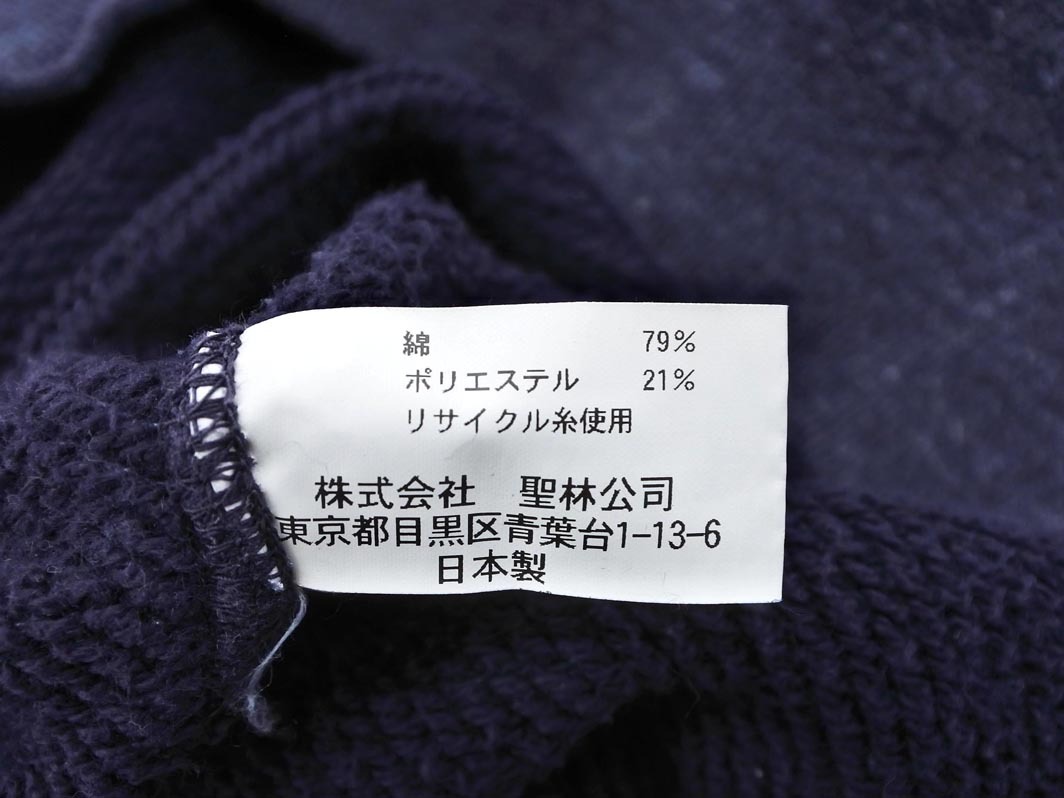 綿 79%
ポリエステル 21%
リサイクル糸使用
株式会社 聖林公司
東京都目黒区青葉台1-13-6
日本製